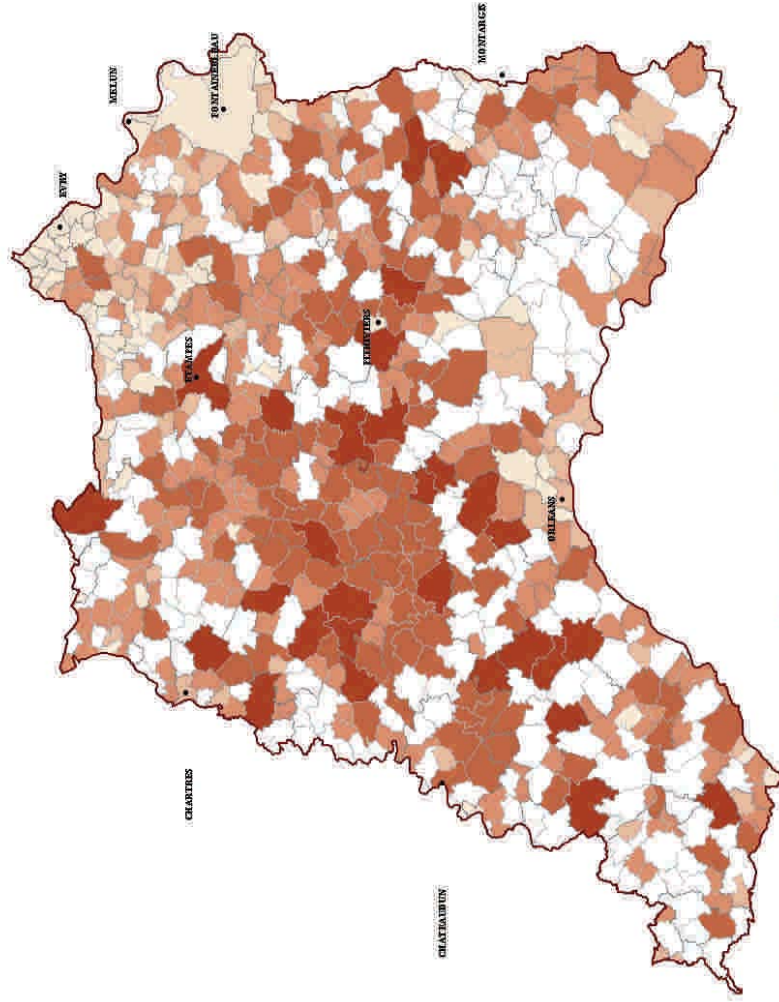 MONTARGIS
FONTAINEBLEAU
MELUN
EVRY
PITHIVIERS
ETAMPES
ORLEANS
CHARTRES
CHATEAUDUN